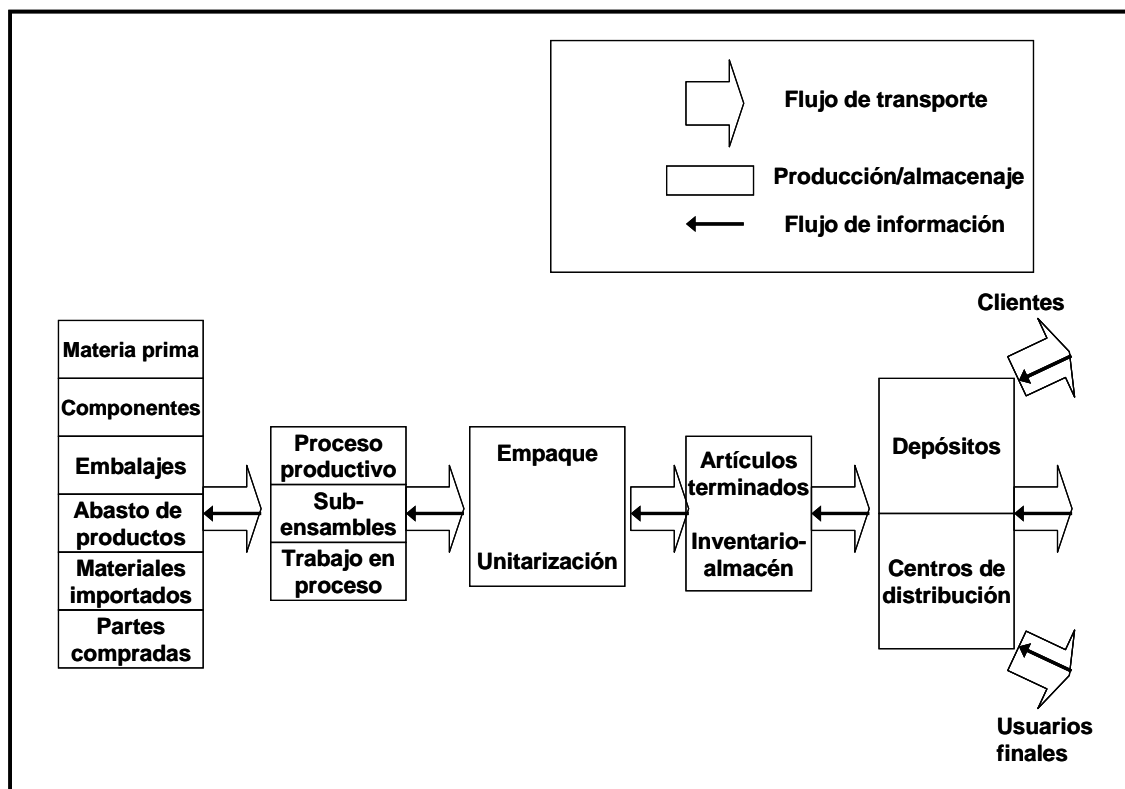 Flujo de transporte
Producción/almacenaje
Flujo de información
Clientes
Materia prima
Componentes
Embalajes
Abasto de
productos
Materiales
importados
Partes
compradas
Proceso
productivo
Sub-
ensambles
Trabajo en
proceso
Empaque
Unitarización
Artículos
terminados
Inventario-
almacén
Depósitos
Centros de
distribución
Usuarios
finales